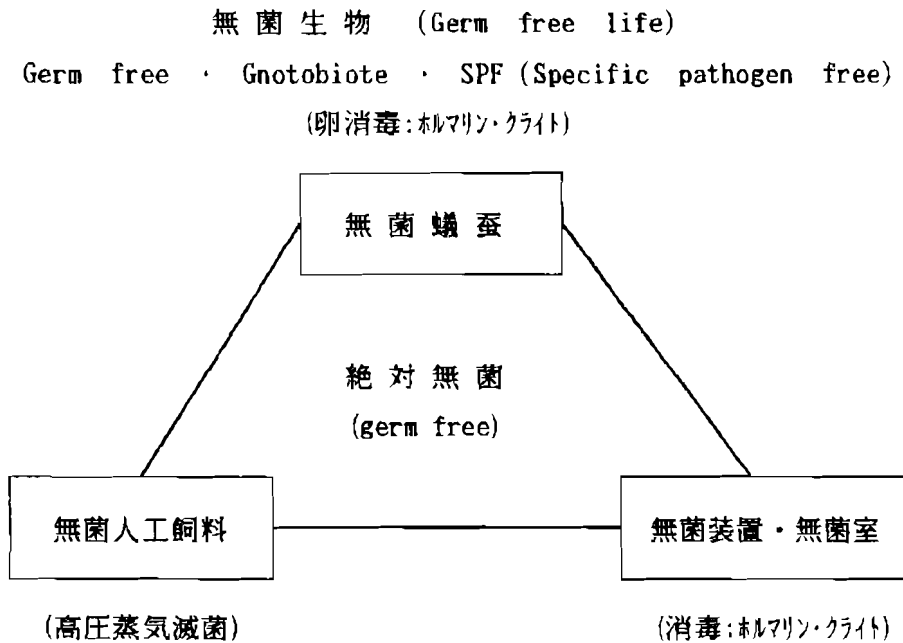 無菌生物 (Germ free life)
Germ free ・ Gnotobiote ・ SPF (Specific pathogen free)
(卵消毒:ホルマリン・クライト)
無菌蟻蚕
絶対無菌
(germ free)
無菌人工飼料
無菌装置・無菌室
(高圧蒸気滅菌)
(消毒:ホルマリン・クライト)